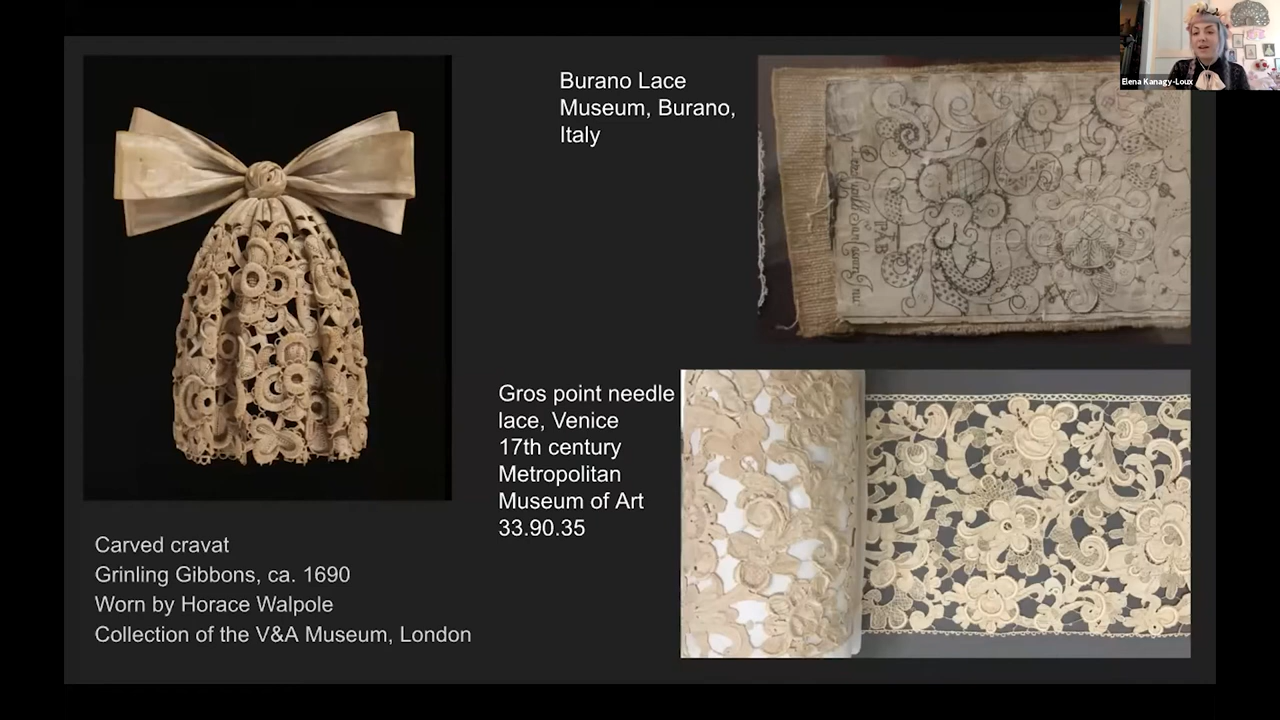 Burano Lace
Museum, Burano,
Italy
Elena Kanagy-Loux
Gros point needle
lace, Venice
17th century
Metropolitan
Museum of Art
33.90.35
Carved cravat
Grinling Gibbons, ca. 1690
Worn by Horace Walpole
Collection of the V&A Museum, London